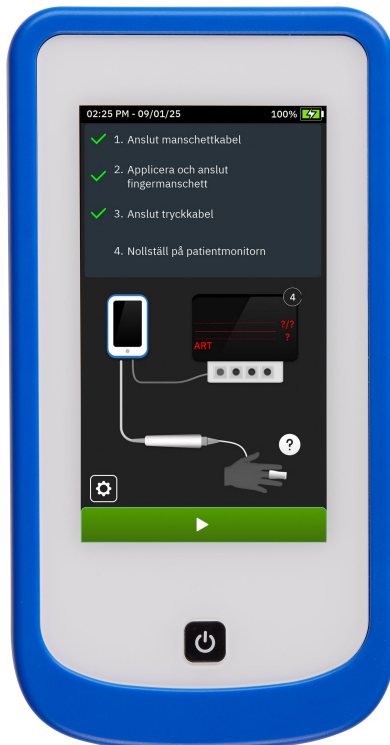 02:25 PM - 09/01/25 100%
1. Anslut manschettkabel
2. Applicera och anslut
fingermanschett
3. Anslut tryckkabel
4. Nollställ på patientmonitorn
4
?/?
?
ART
?